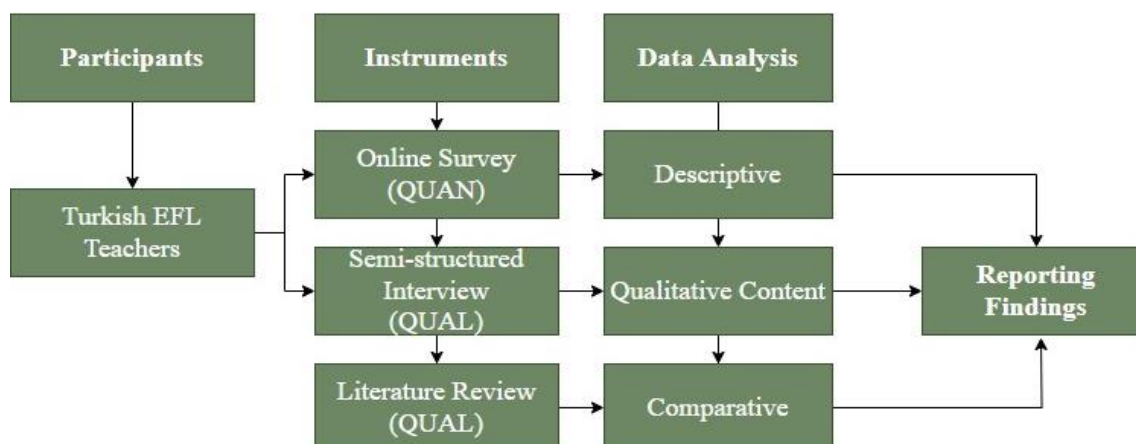 Participants
Instruments
Data Analysis
Online Survey
(QUAN)
Descriptive
Turkish EFL
Teachers
Semi-structured
Interview
(QUAL)
Qualitative Content
Reporting
Findings
Literature Review
(QUAL)
Comparative